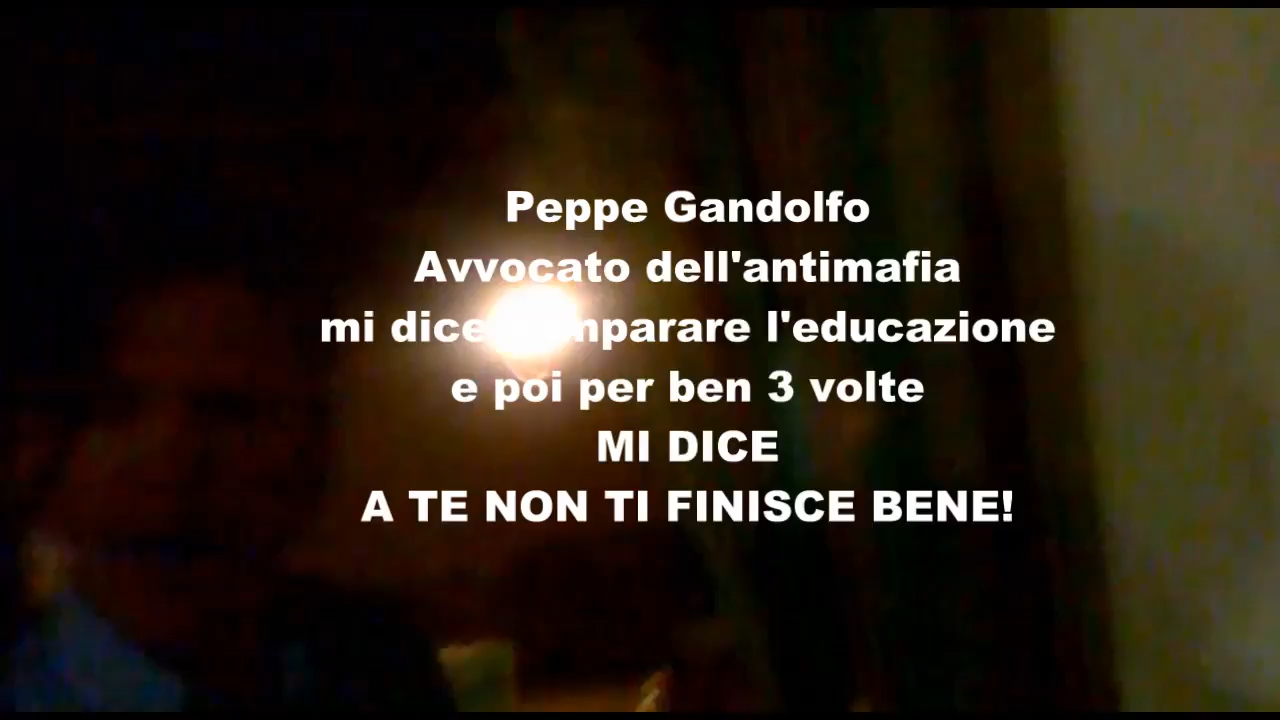 Peppe Gandolfo
Avvocato dell'antimafia
mi dice l'educazione
e poi per ben 3 volte
MI DICE
A TE NON TI FINISCE BENE!